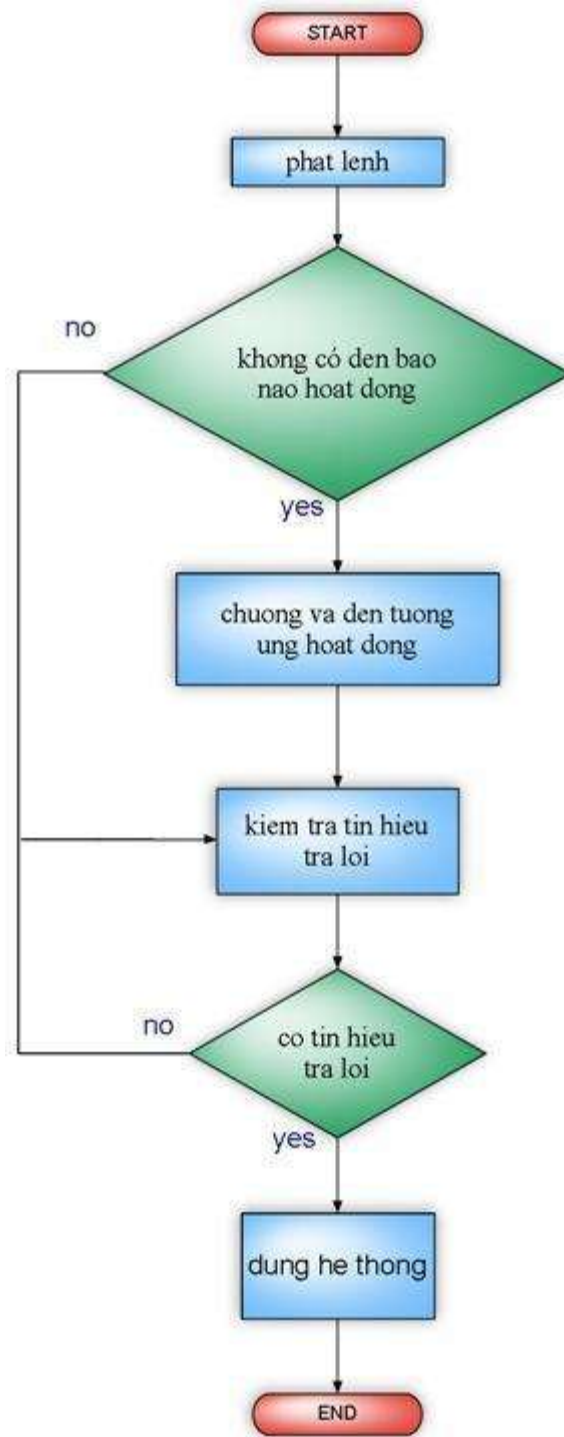 START
phat lenh
no
khong có den bao
nao hoat dong
yes
chuong va den tuong
ung hoat dong
kiem tra tin hieu
tra loi
no
co tin hieu
tra loi
yes
dung he thong
END